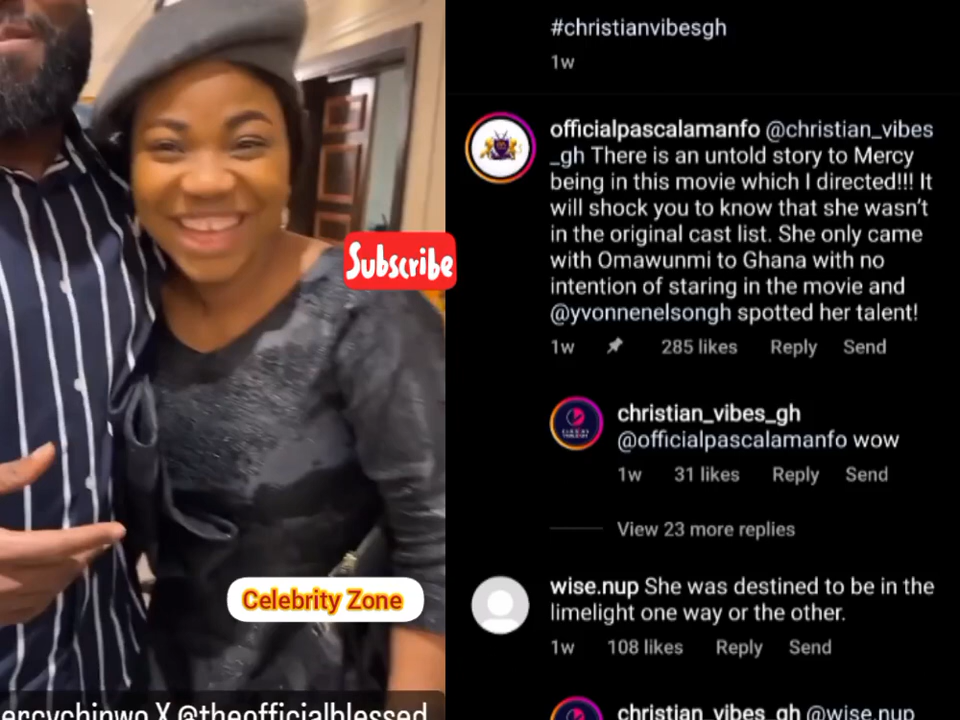 Subscribe
Celebrity Zone
ercychinwo X @theofficialblessed
#christianvibesgh
1w
officialpascalamanfo @christian_vibes
_gh There is an untold story to Mercy
being in this movie which I directed!!! It
will shock you to know that she wasn't
in the original cast list. She only came
with Omawunmi to Ghana with no
intention of staring in the movie and
@yvonnenelsongh spotted her talent!
1w 285 likes Reply Send
christian_vibes_gh
@officialpascalamanfo wow
1w 31 likes Reply Send
View 23 more replies
wise.nup She was destined to be in the
limelight one way or the other.
1w 108 likes Reply Send
christian_vibes_gh @wise.nup